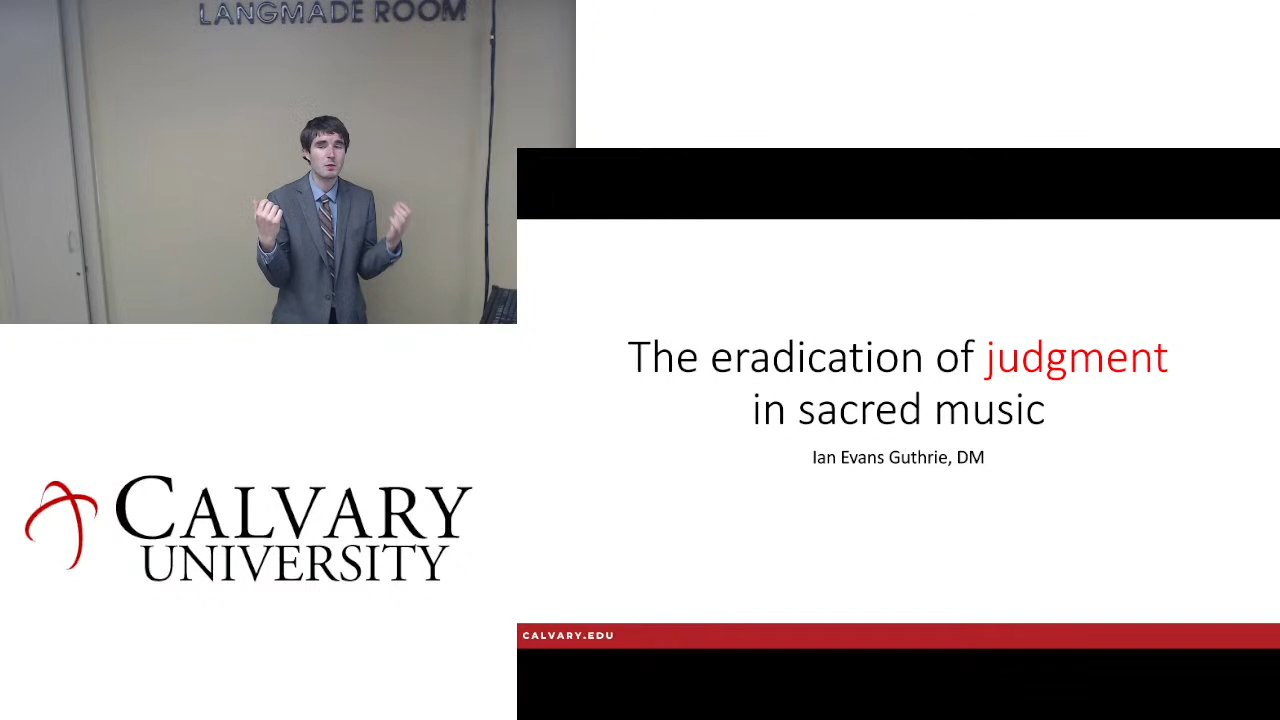 LANGMADE ROOM
The eradication of judgment
in sacred music
Ian Evans Guthrie, DM
CALVARY
UNIVERSITY
CALVARY.EDU